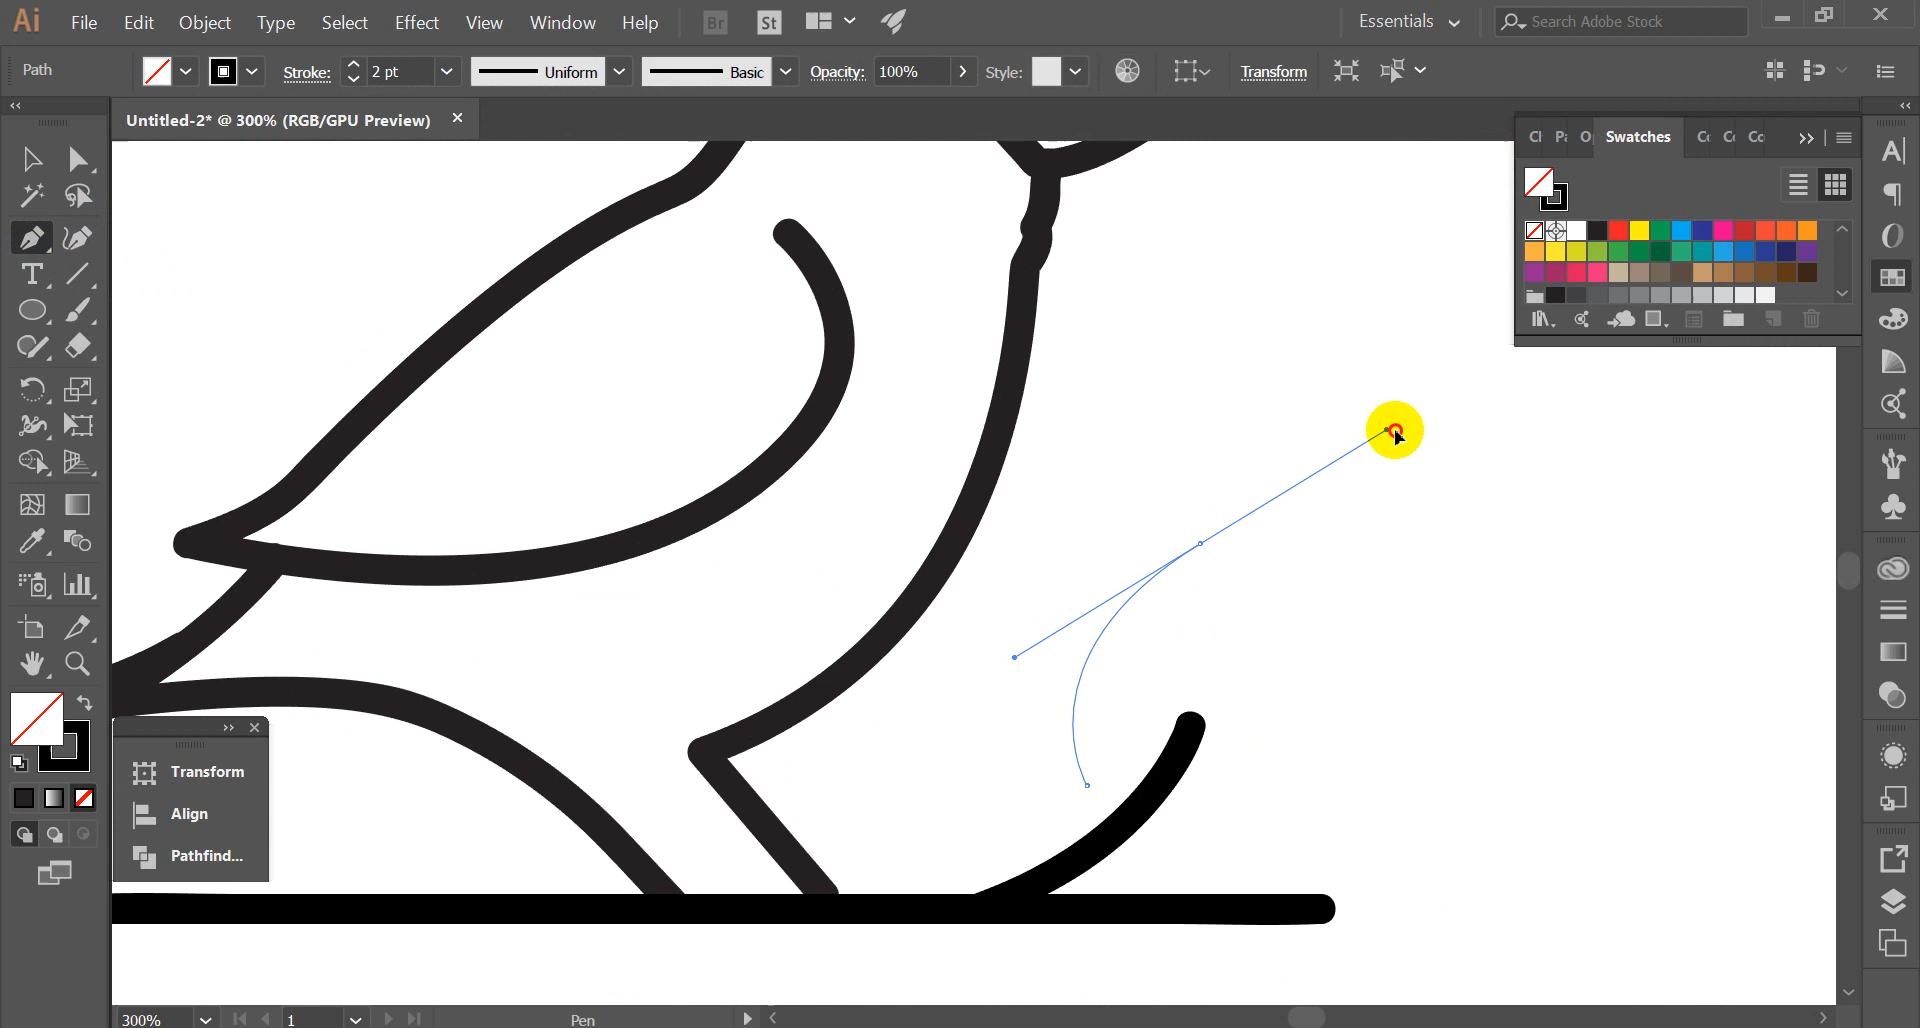 Ai File Edit Object Type Select Effect View Window Help Br St Essentials Search Adobe Stock
Path Stroke: 2 pt Uniform Basic Opacity: 100% Style: Transform
Untitled-2* @ 300% (RGB/GPU Preview)
Swatches
Transform
Align
Pathfind...
300% 1 Pen